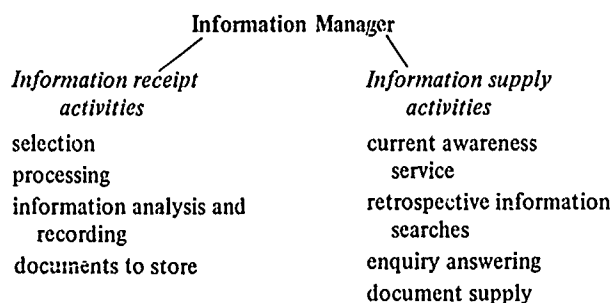 Information Manager
Information receipt
activities
selection
processing
information analysis and
recording
documents to store
Information supply
activities
current awareness
service
retrospective information
searches
enquiry answering
document supply